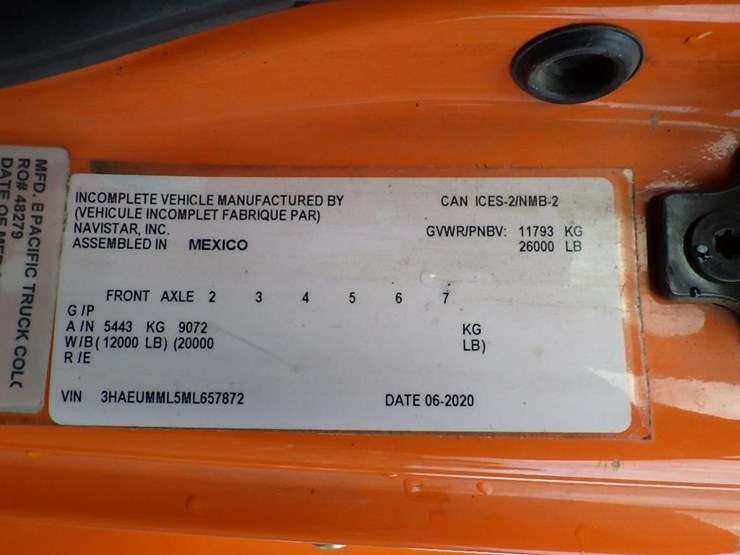 INCOMPLETE VEHICLE MANUFACTURED BY
(VEHICULE INCOMPLET FABRIQUE PAR)
NAVISTAR, INC.
ASSEMBLED IN MEXICO
CAN ICES-2/NMB-2
GVWR/PNBV: 11793 KG
26000 LB
FRONT AXLE 2 3 4 5 6 7
G /P
A /N 5443 KG 9072 KG
W/B( 12000 LB) (20000 LB)
R /E
VIN 3HAEUMML5ML657872
DATE 06-2020
MFD. PACIFIC TRUCK
RO# 48279
DATE OF